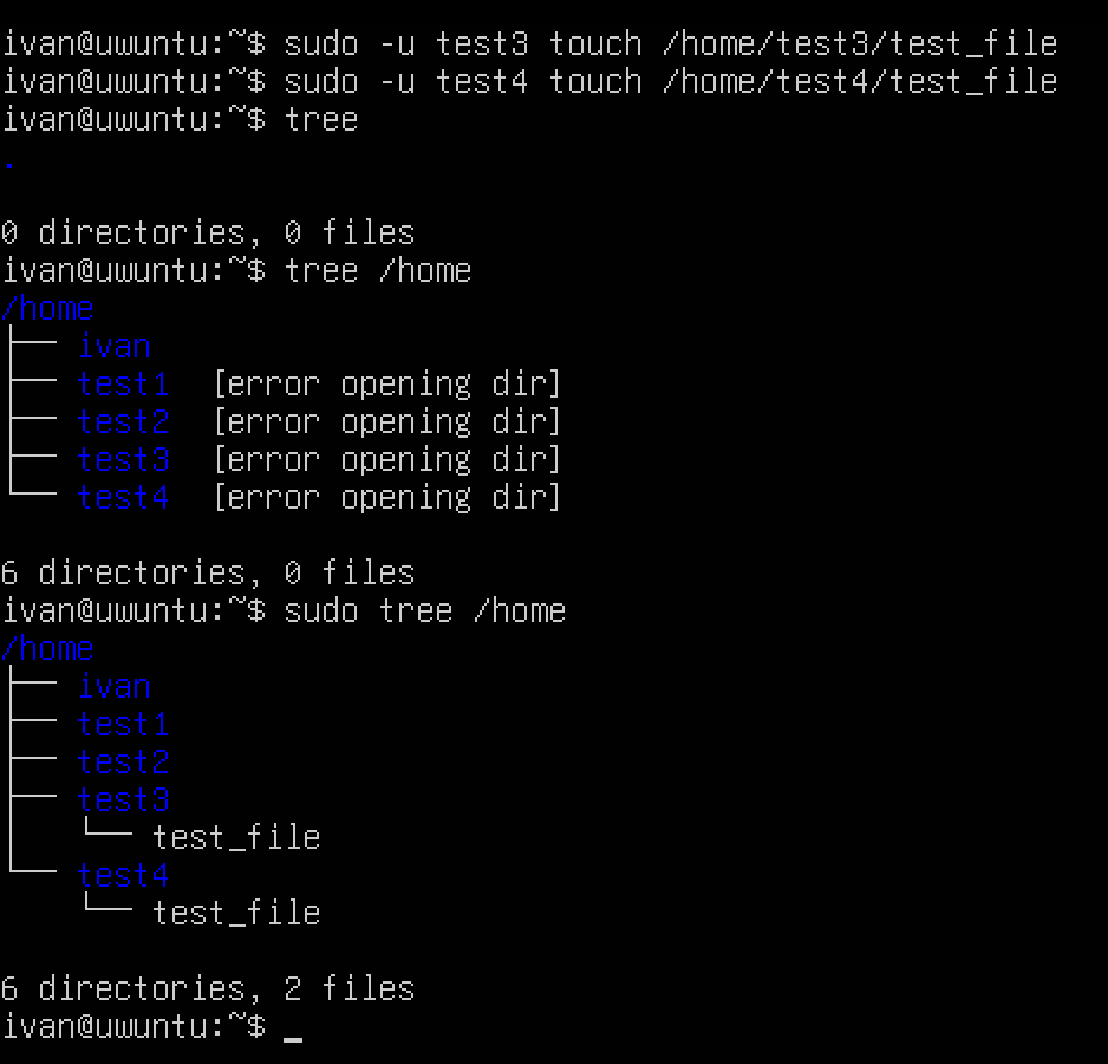 ivan@uwuntu:~$ sudo -u test3 touch /home/test3/test_file
ivan@uwuntu:~$ sudo -u test4 touch /home/test4/test_file
ivan@uwuntu:~$ tree
.

0 directories, 0 files
ivan@uwuntu:~$ tree /home
/home
├── ivan
├── test1  [error opening dir]
├── test2  [error opening dir]
├── test3  [error opening dir]
└── test4  [error opening dir]

6 directories, 0 files
ivan@uwuntu:~$ sudo tree /home
/home
├── ivan
├── test1
├── test2
├── test3
│   └── test_file
└── test4
    └── test_file

6 directories, 2 files
ivan@uwuntu:~$ _